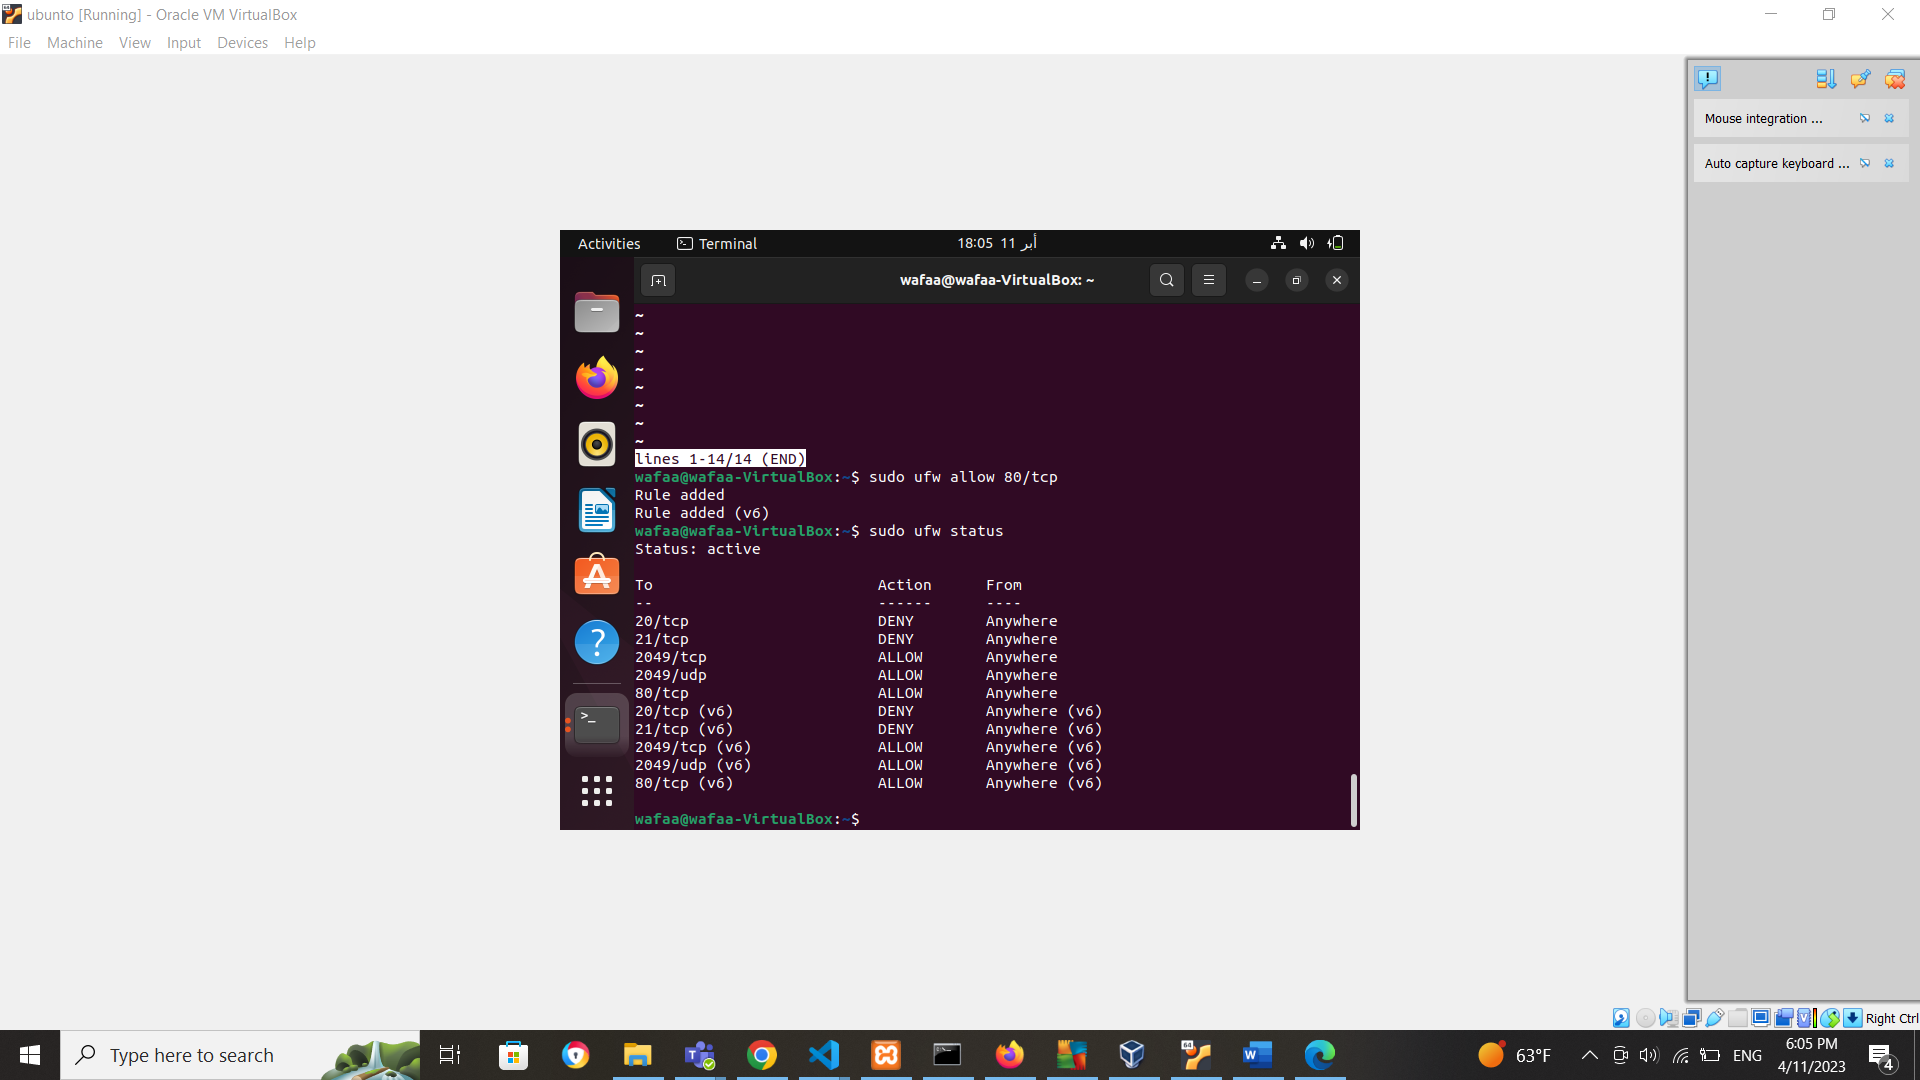 ubunto [Running] - Oracle VM VirtualBox
File Machine View Input Devices Help
Mouse integration ...
Auto capture keyboard ...
Activities Terminal 18:05 11 أبر
wafaa@wafaa-VirtualBox: ~
~
~
~
~
~
~
~
~
lines 1-14/14 (END)
wafaa@wafaa-VirtualBox:~$ sudo ufw allow 80/tcp
Rule added
Rule added (v6)
wafaa@wafaa-VirtualBox:~$ sudo ufw status
Status: active
To Action From
-- ------ ----
20/tcp DENY Anywhere
21/tcp DENY Anywhere
2049/tcp ALLOW Anywhere
2049/udp ALLOW Anywhere
80/tcp ALLOW Anywhere
20/tcp (v6) DENY Anywhere (v6)
21/tcp (v6) DENY Anywhere (v6)
2049/tcp (v6) ALLOW Anywhere (v6)
2049/udp (v6) ALLOW Anywhere (v6)
80/tcp (v6) ALLOW Anywhere (v6)
wafaa@wafaa-VirtualBox:~$
Right Ctrl
Type here to search
63°F
ENG
6:05 PM
4/11/2023
4